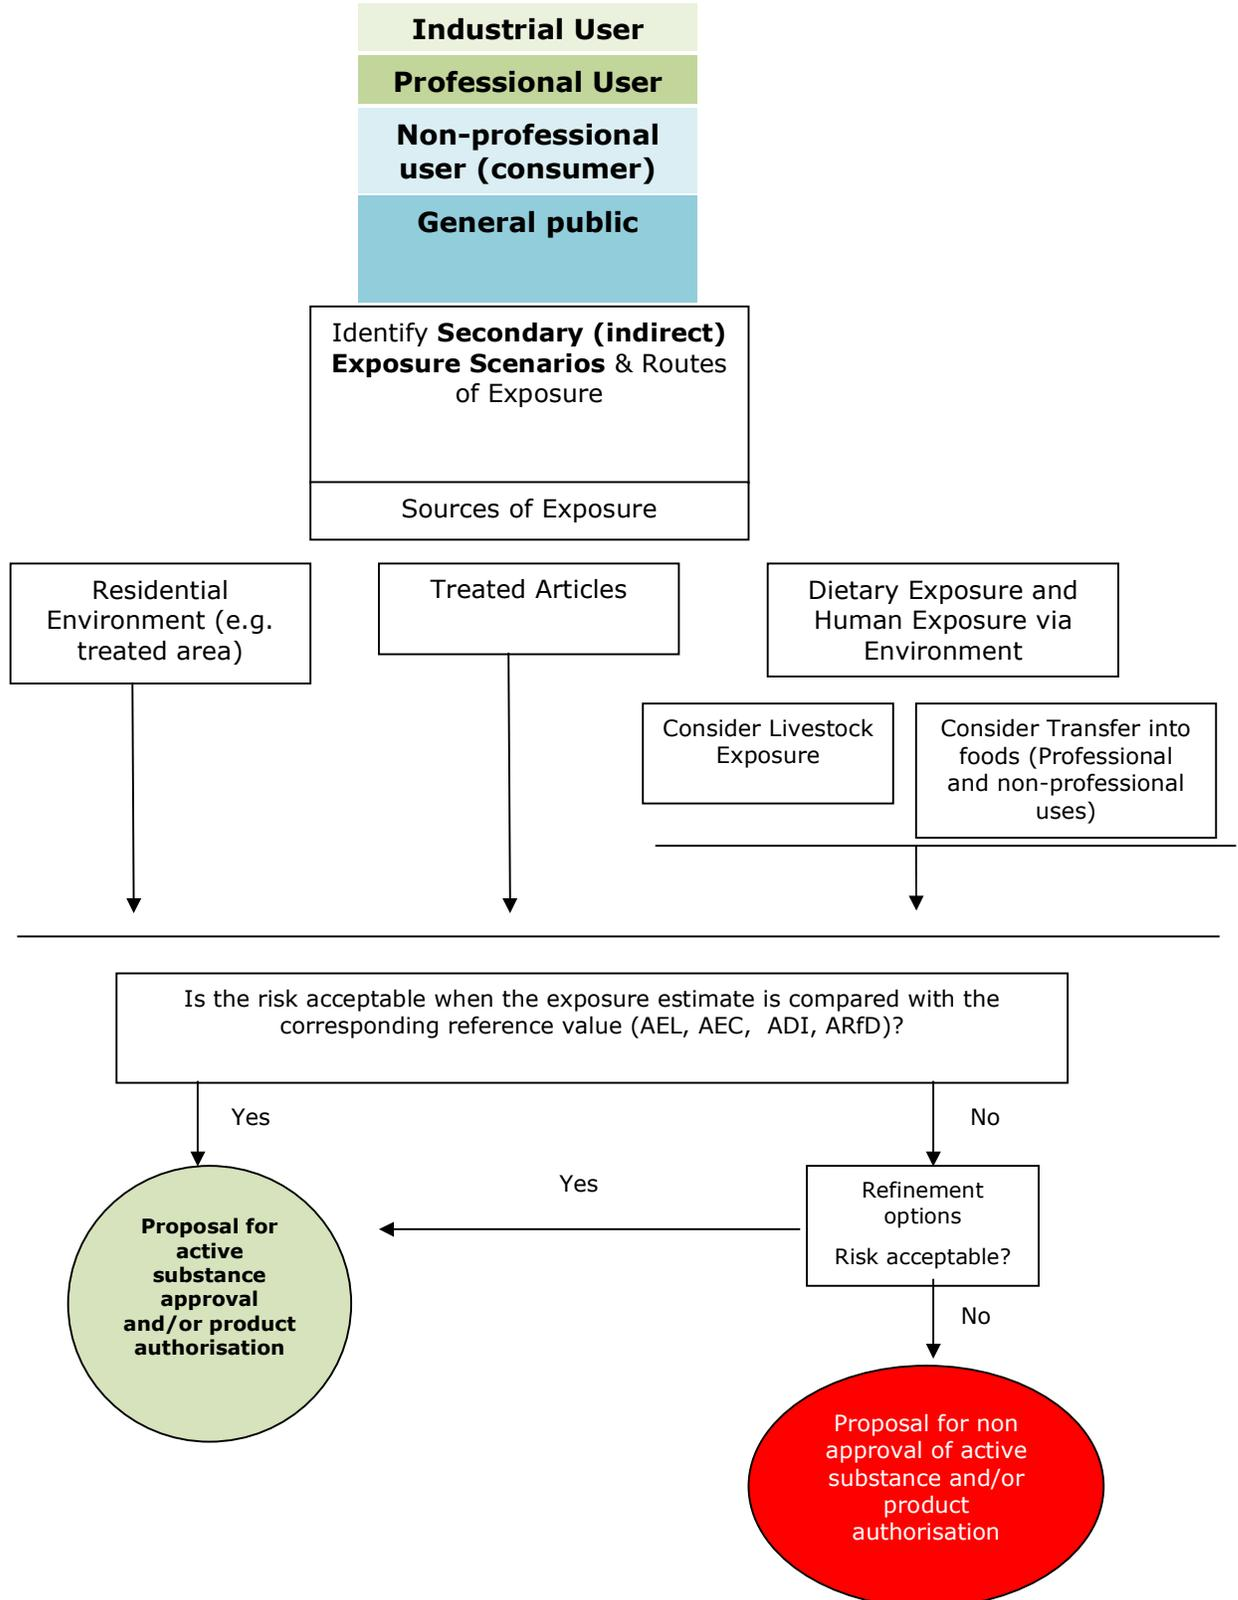 Industrial User
Professional User
Non-professional
user (consumer)
General public
Identify Secondary (indirect)
Exposure Scenarios & Routes
of Exposure
Sources of Exposure
Residential
Environment (e.g.
treated area)
Treated Articles
Dietary Exposure and
Human Exposure via
Environment
Consider Livestock
Exposure
Consider Transfer into
foods (Professional
and non-professional
uses)
Is the risk acceptable when the exposure estimate is compared with the
corresponding reference value (AEL, AEC,  ADI, ARfD)?
Yes
No
Yes
Refinement
options
Risk acceptable?
Proposal for
active
substance
approval
and/or product
authorisation
No
Proposal for non
approval of active
substance and/or
product
authorisation